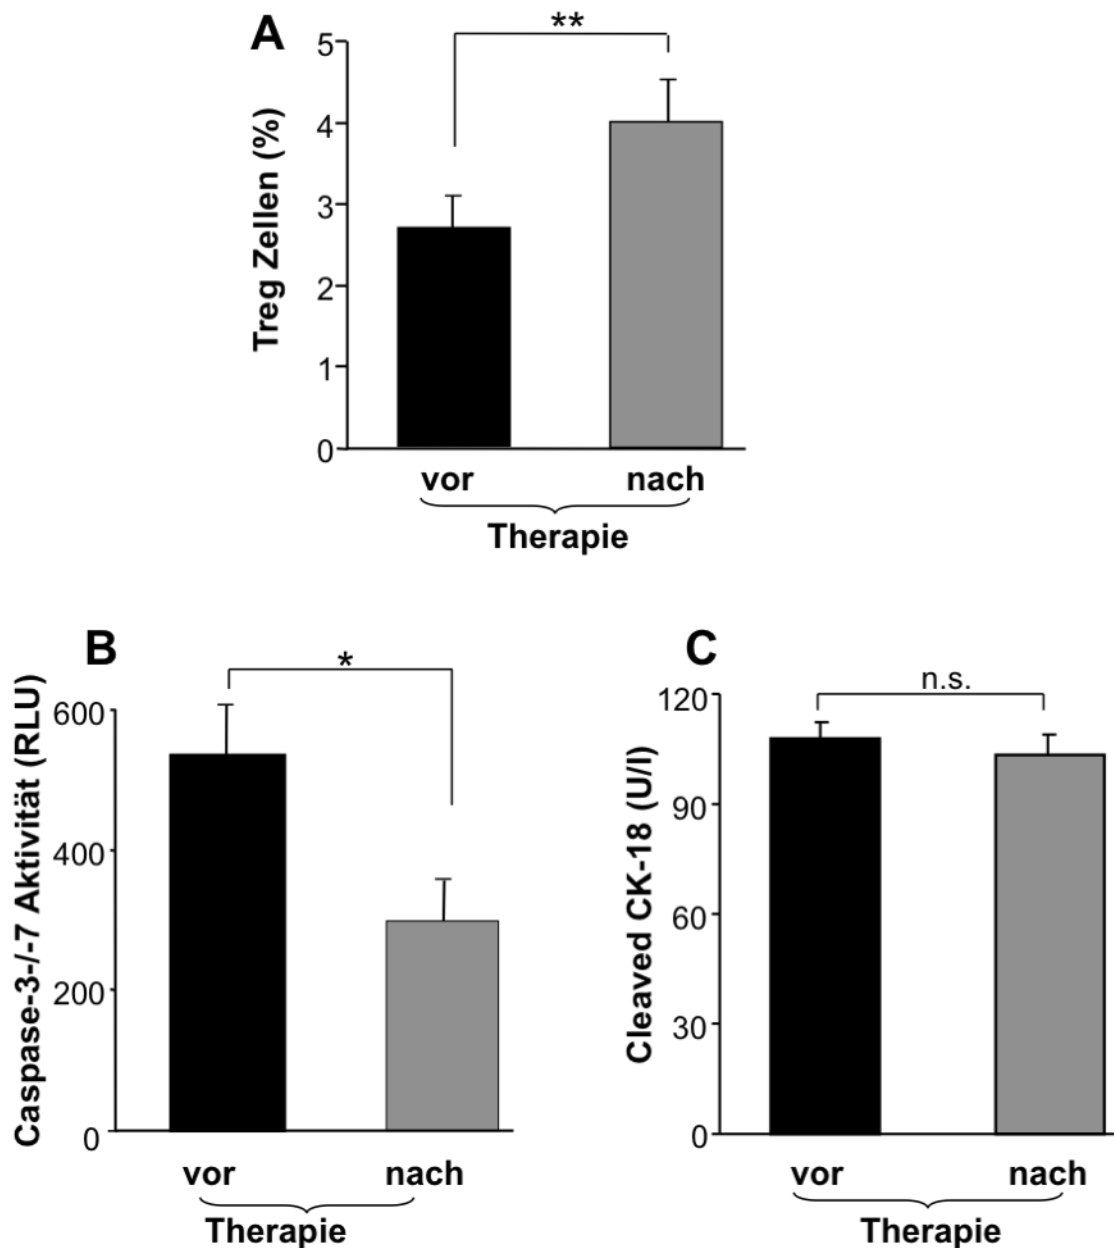 A
**
Treg Zellen (%)
5
4
3
2
1
0
vor nach
Therapie
B
*
Caspase-3-/-7 Aktivität (RLU)
600
400
200
0
vor nach
Therapie
C
n.s.
Cleaved CK-18 (U/l)
120
90
60
30
0
vor nach
Therapie